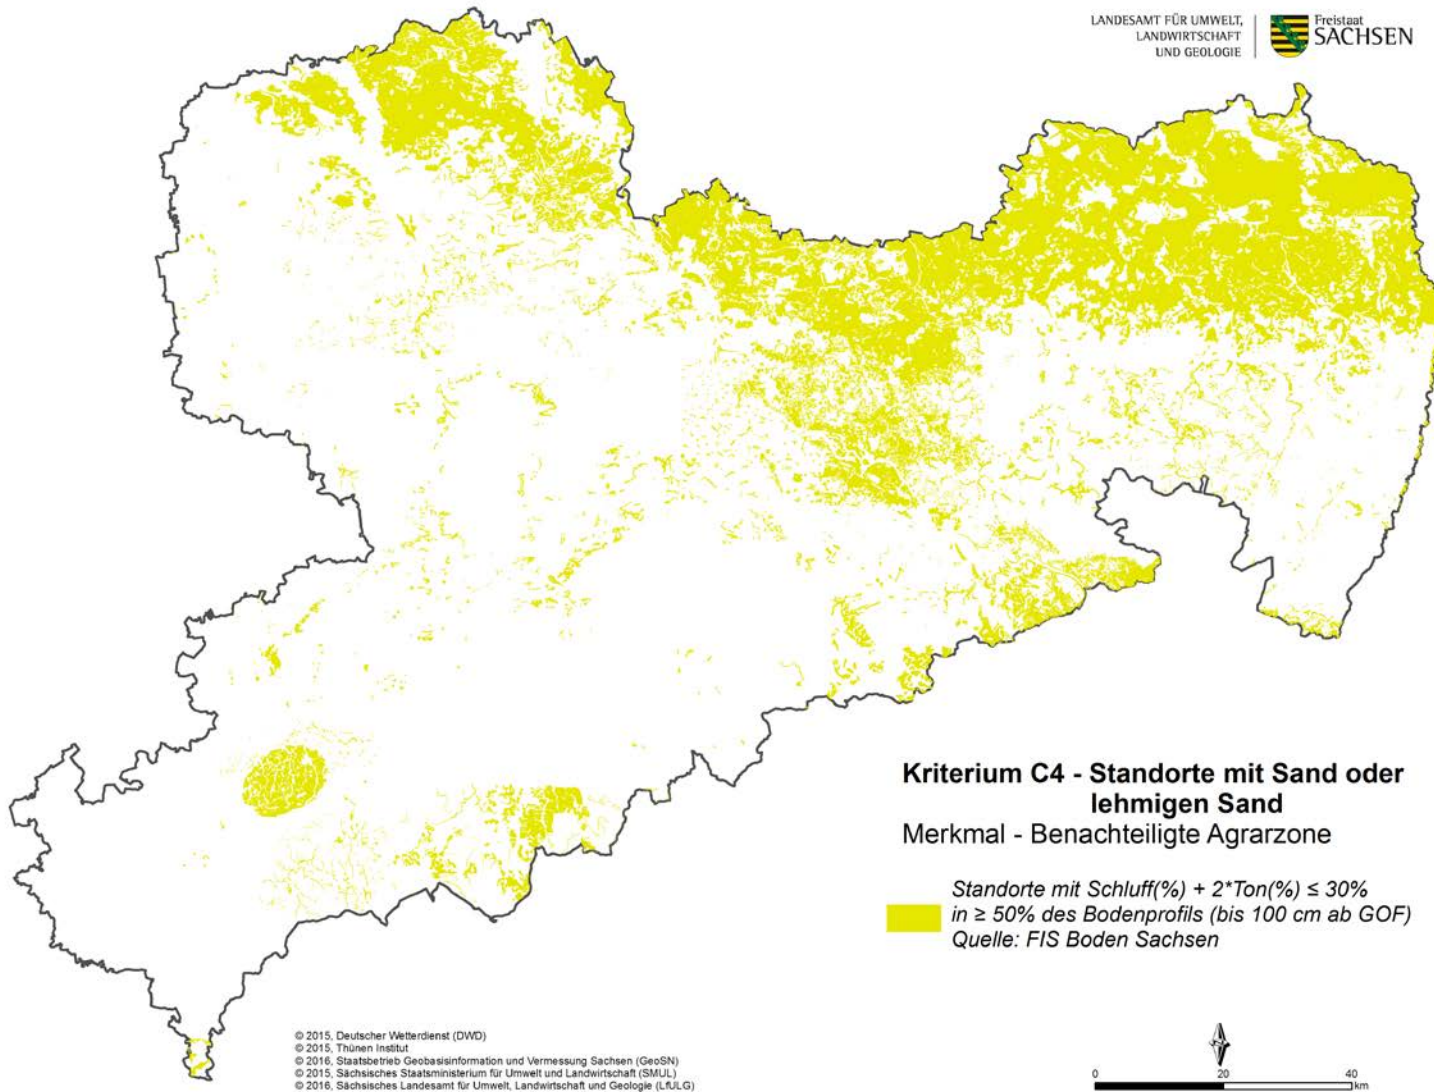 LANDESAMT FÜR UMWELT,
LANDWIRTSCHAFT
UND GEOLOGIE
Freistaat
SACHSEN
Kriterium C4 - Standorte mit Sand oder
lehmigen Sand
Merkmal - Benachteiligte Agrarzone
Standorte mit Schluff(%) + 2*Ton(%) ≤ 30%
in ≥ 50% des Bodenprofils (bis 100 cm ab GOF)
Quelle: FIS Boden Sachsen
© 2015, Deutscher Wetterdienst (DWD)
© 2015, Thünen Institut
© 2016, Staatsbetrieb Geobasisinformation und Vermessung Sachsen (GeoSN)
© 2015, Sächsisches Staatsministerium für Umwelt und Landwirtschaft (SMUL)
© 2016, Sächsisches Landesamt für Umwelt, Landwirtschaft und Geologie (LfULG)
0 20 40 km